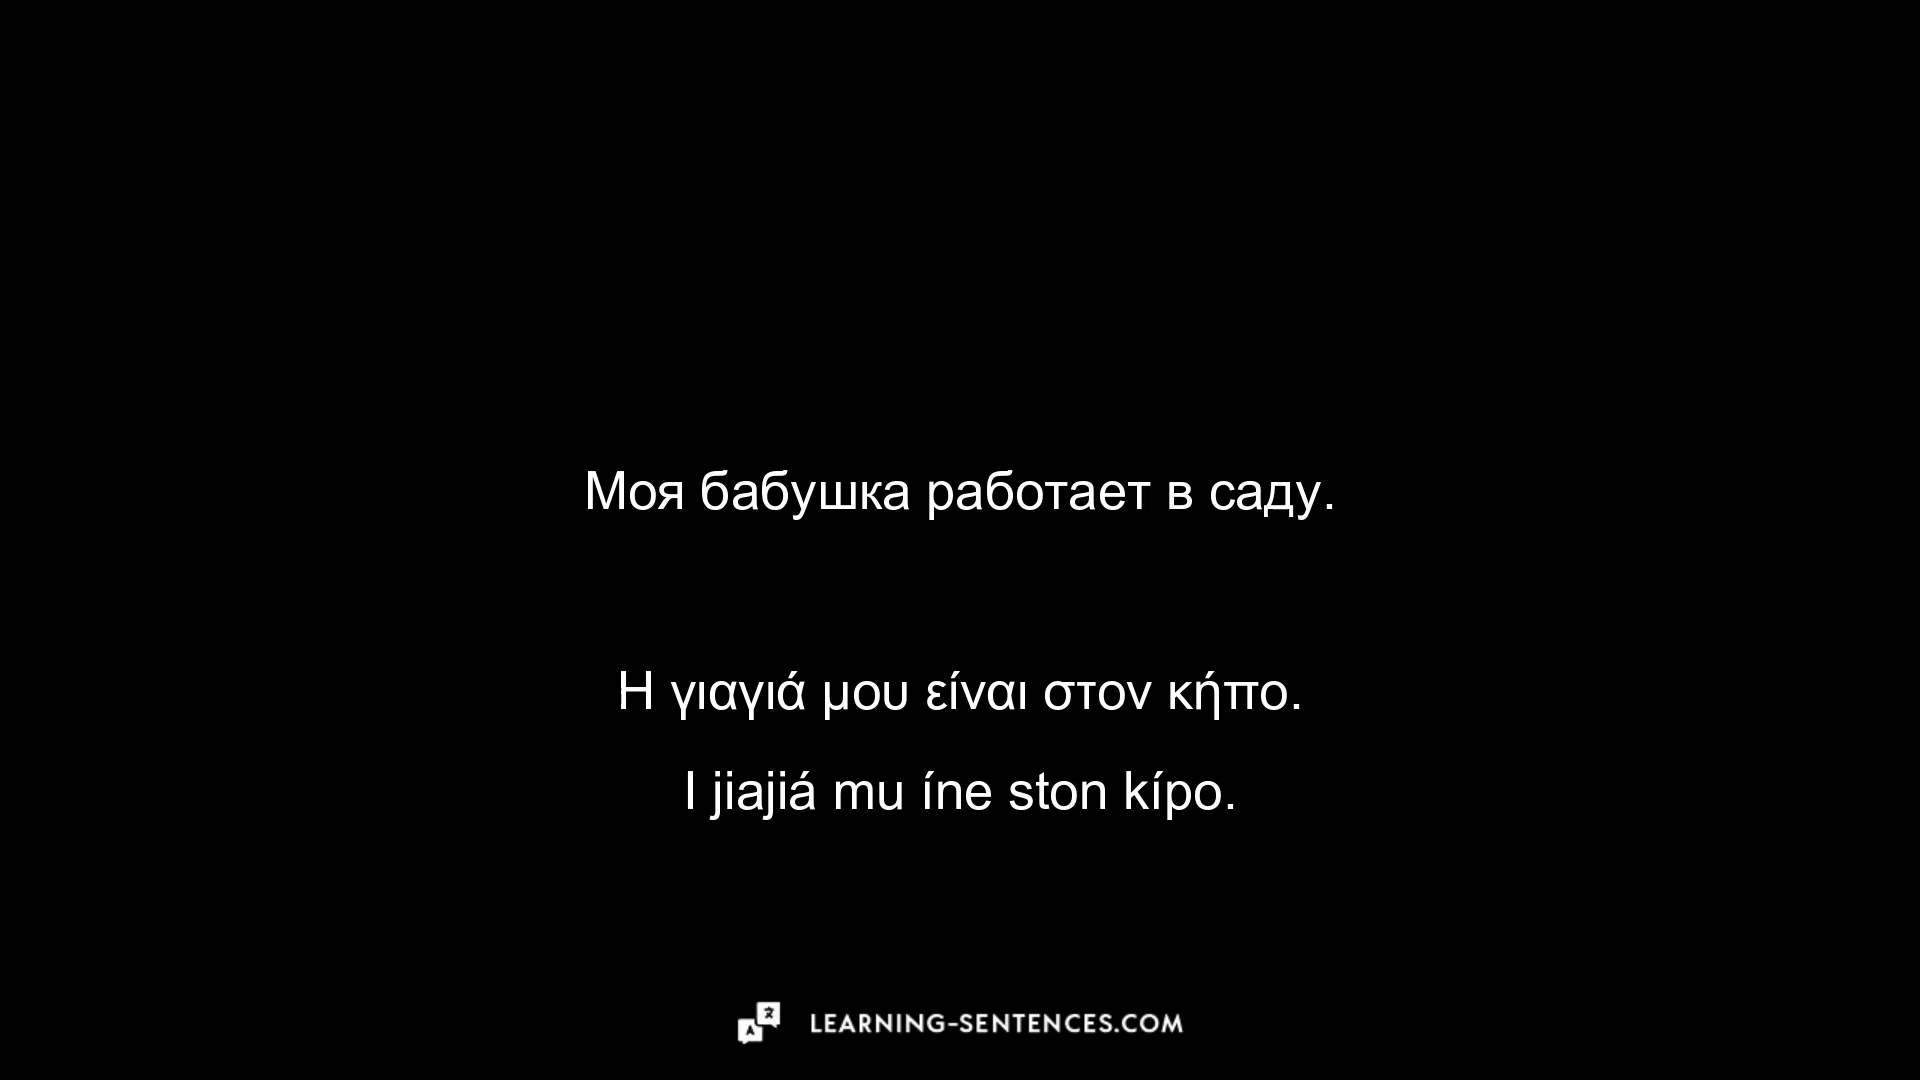 Моя бабушка работает в саду.
Η γιαγιά μου είναι στον κήπο.
I jiajiá mu íne ston kípo.
LEARNING-SENTENCES.COM